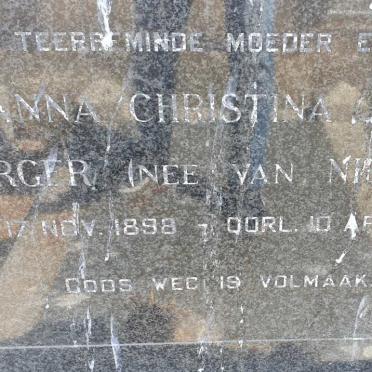 TEERBEMINDE MOEDER E
ANNA CHRISTINA
RGER (NEE VAN NI
17 NOV. 1898 - OORL. 10 A
GODS WEG IS VOLMAAK